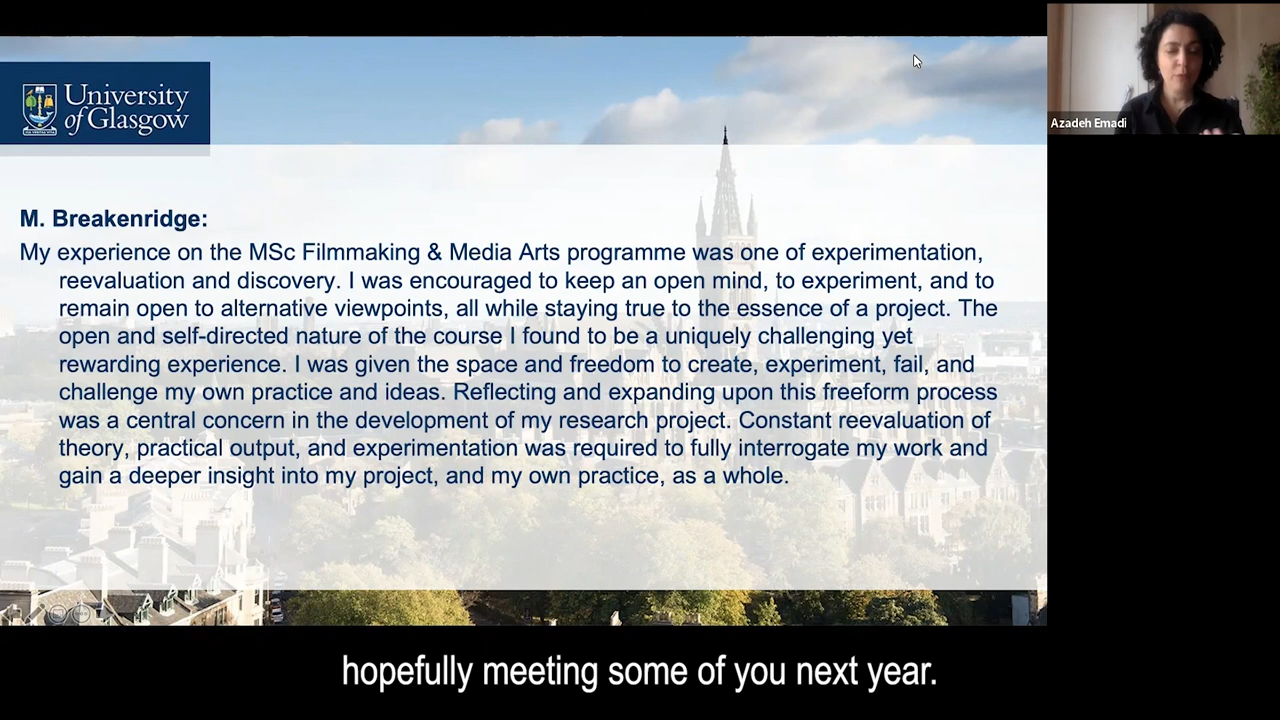 University
of Glasgow
Azadeh Emadi
M. Breakenridge:
My experience on the MSc Filmmaking & Media Arts programme was one of experimentation,
reevaluation and discovery. I was encouraged to keep an open mind, to experiment, and to
remain open to alternative viewpoints, all while staying true to the essence of a project. The
open and self-directed nature of the course I found to be a uniquely challenging yet
rewarding experience. I was given the space and freedom to create, experiment, fail, and
challenge my own practice and ideas. Reflecting and expanding upon this freeform process
was a central concern in the development of my research project. Constant reevaluation of
theory, practical output, and experimentation was required to fully interrogate my work and
gain a deeper insight into my project, and my own practice, as a whole.
hopefully meeting some of you next year.